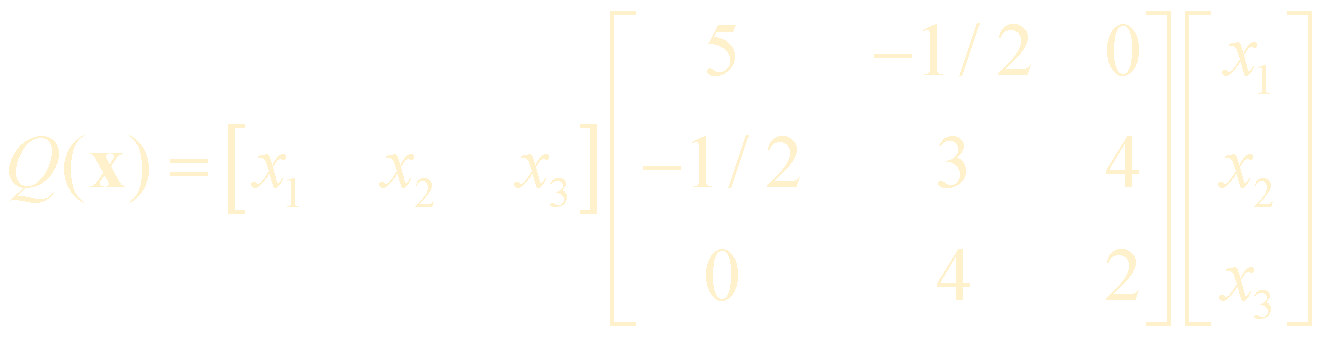 5 −1/2 0 x₁
Q(x) = [x₁ x₂ x₃] −1/2 3 4 x₂
0 4 2 x₃